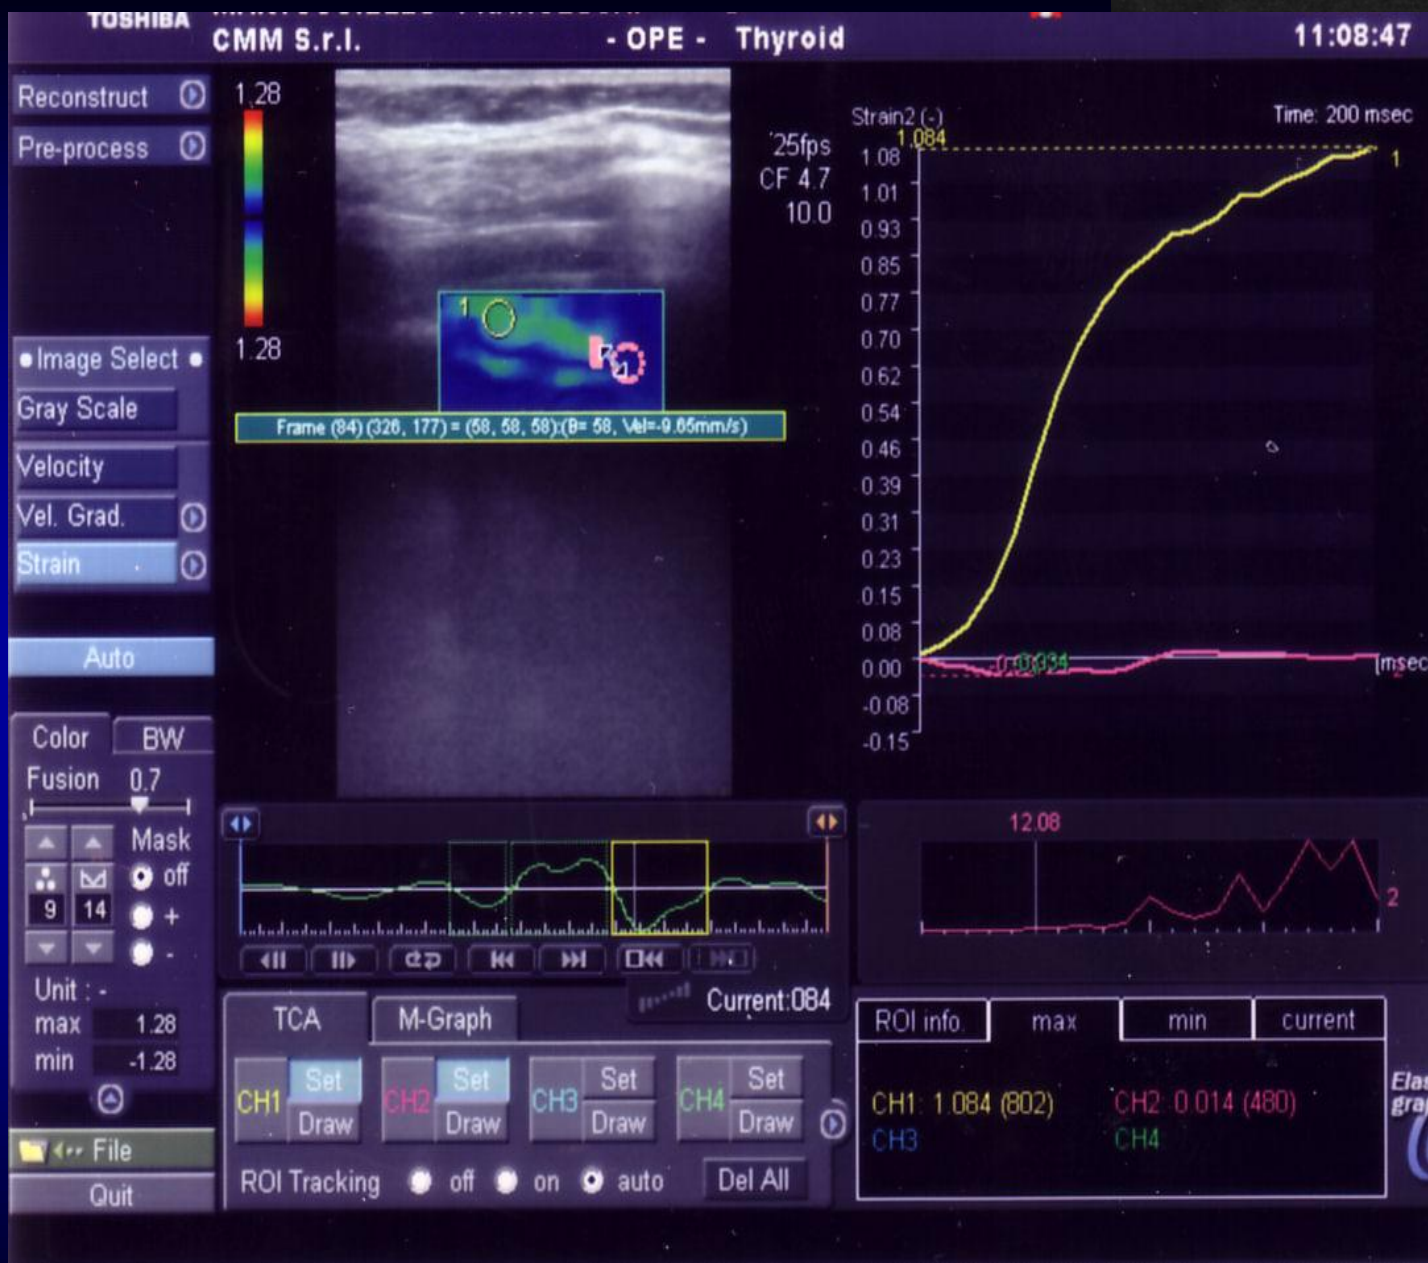 TOSHIBA
CMM S.r.l.
- OPE - Thyroid
11:08:47
Reconstruct
Pre-process
1.28
1.28
25fps
CF 4.7
10.0
Strain2 (-)
Time: 200 msec
1.084
1
1.08
1.01
0.93
0.85
0.77
0.70
0.62
0.54
0.46
0.39
0.31
0.23
0.15
0.08
0.00
-0.08
-0.15
[msec
1
Frame (84) (326, 177) = (58, 58, 58):(B= 58, Vel=-9.65mm/s)
Image Select
Gray Scale
Velocity
Vel. Grad.
Strain
Auto
Color
BW
Fusion 0.7
Mask
off
+
-
9
14
Unit : -
max 1.28
min -1.28
File
Quit
12.08
2
Current:084
TCA
M-Graph
CH1
Set
Draw
CH2
Set
Draw
CH3
Set
Draw
CH4
Set
Draw
ROI Tracking off on auto
Del All
ROI info.
max
min
current
CH1: 1.084 (802)
CH2: 0.014 (480)
CH3
CH4: